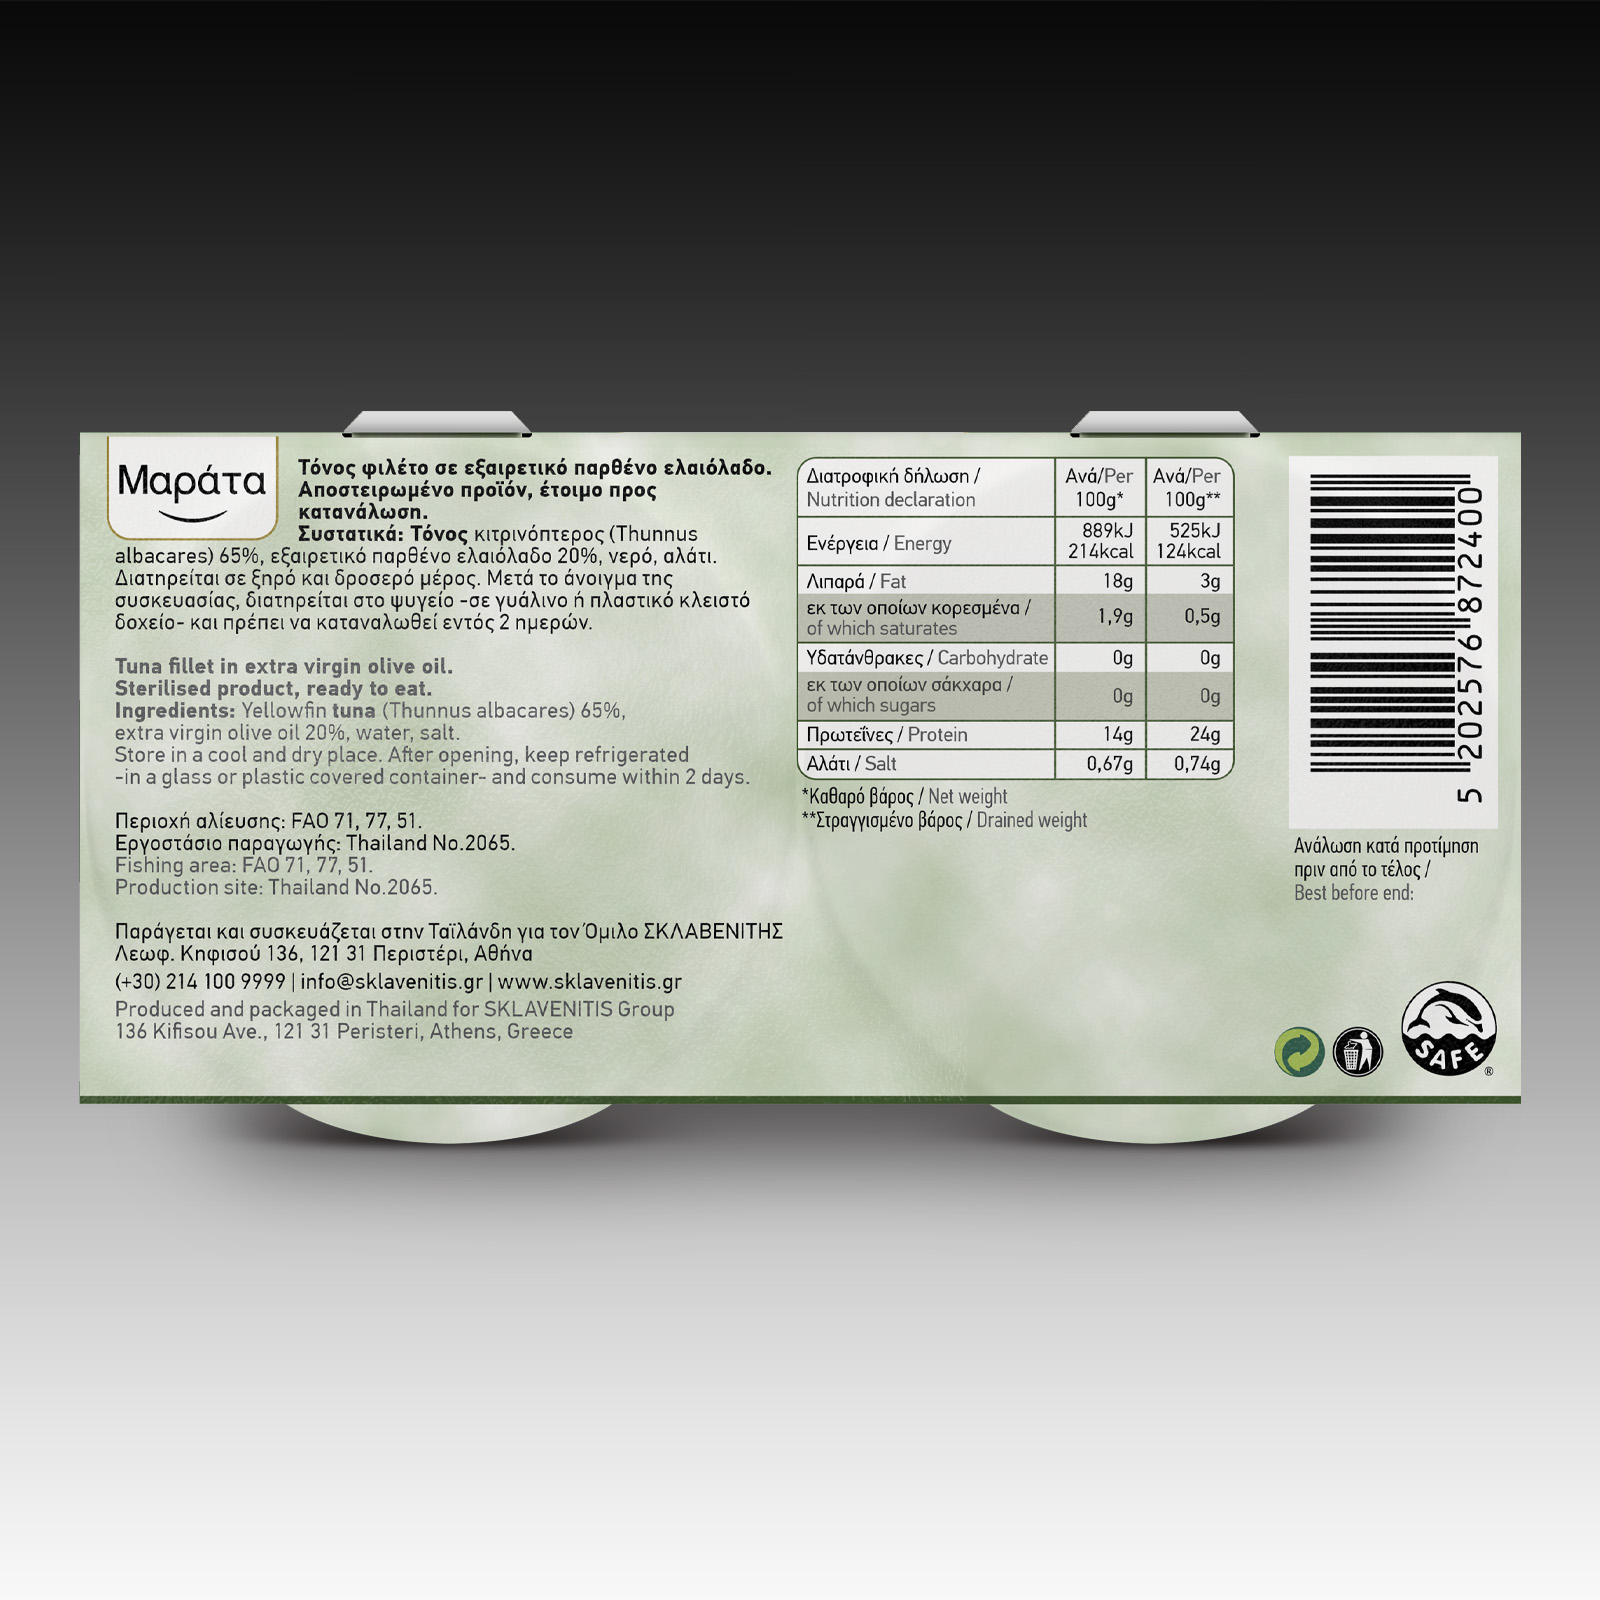 Μαράτα
Τόνος φιλέτο σε εξαιρετικό παρθένο ελαιόλαδο.
Αποστειρωμένο προϊόν, έτοιμο προς
κατανάλωση.
Συστατικά: Τόνος κιτρινόπτερος (Thunnus
albacares) 65%, εξαιρετικό παρθένο ελαιόλαδο 20%, νερό, αλάτι.
Διατηρείται σε ξηρό και δροσερό μέρος. Μετά το άνοιγμα της
συσκευασίας, διατηρείται στο ψυγείο -σε γυάλινο ή πλαστικό κλειστό
δοχείο- και πρέπει να καταναλωθεί εντός 2 ημερών.
Tuna fillet in extra virgin olive oil.
Sterilised product, ready to eat.
Ingredients: Yellowfin tuna (Thunnus albacares) 65%,
extra virgin olive oil 20%, water, salt.
Store in a cool and dry place. After opening, keep refrigerated
-in a glass or plastic covered container- and consume within 2 days.
Περιοχή αλίευσης: FAO 71, 77, 51.
Εργοστάσιο παραγωγής: Thailand No.2065.
Fishing area: FAO 71, 77, 51.
Production site: Thailand No.2065.
Παράγεται και συσκευάζεται στην Ταϊλάνδη για τον Όμιλο ΣΚΛΑΒΕΝΙΤΗΣ
Λεωφ. Κηφισού 136, 121 31 Περιστέρι, Αθήνα
(+30) 214 100 9999 | info@sklavenitis.gr | www.sklavenitis.gr
Produced and packaged in Thailand for SKLAVENITIS Group
136 Kifisou Ave., 121 31 Peristeri, Athens, Greece
Διατροφική δήλωση / Ανά/Per Ανά/Per
Nutrition declaration 100g* 100g**
Ενέργεια / Energy 889kJ 525kJ
214kcal 124kcal
Λιπαρά / Fat 18g 3g
εκ των οποίων κορεσμένα /
of which saturates 1,9g 0,5g
Υδατάνθρακες / Carbohydrate 0g 0g
εκ των οποίων σάκχαρα /
of which sugars 0g 0g
Πρωτεΐνες / Protein 14g 24g
Αλάτι / Salt 0,67g 0,74g
*Καθαρό βάρος / Net weight
**Στραγγισμένο βάρος / Drained weight
5 202576 872400
Ανάλωση κατά προτίμηση
πριν από το τέλος /
Best before end:
SAFE
®